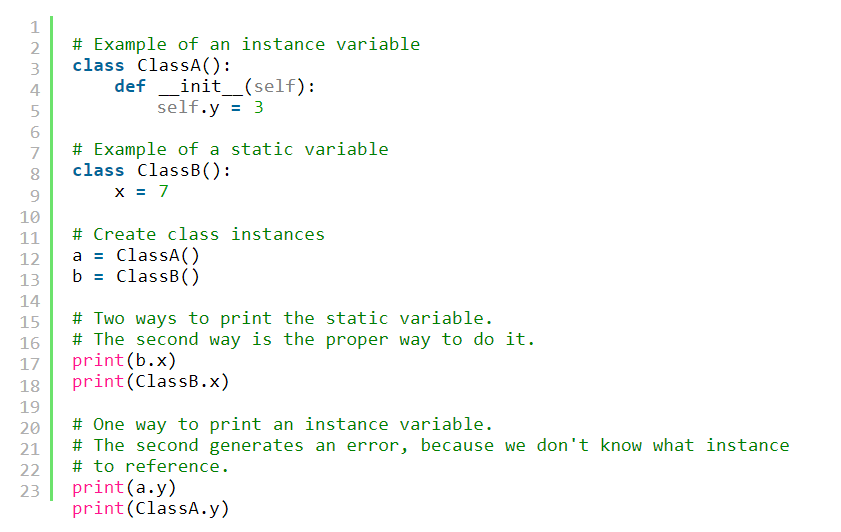 1
2 # Example of an instance variable
3 class ClassA():
4     def __init__(self):
5         self.y = 3
6
7 # Example of a static variable
8 class ClassB():
9     x = 7
10
11 # Create class instances
12 a = ClassA()
13 b = ClassB()
14
15 # Two ways to print the static variable.
16 # The second way is the proper way to do it.
17 print(b.x)
18 print(ClassB.x)
19
20 # One way to print an instance variable.
21 # The second generates an error, because we don't know what instance
22 # to reference.
23 print(a.y)
print(ClassA.y)